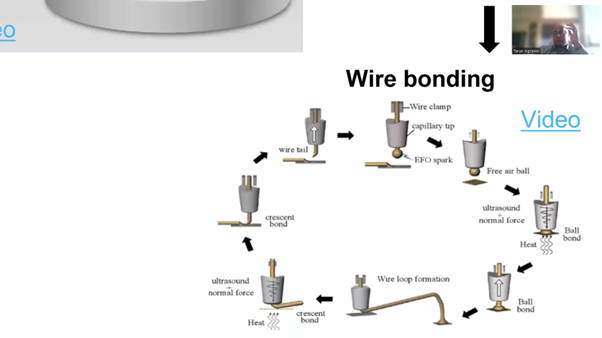 eo
Tarun Agrawal
Wire bonding
Video
Wire clamp
capillary tip
EFO spark
wire tail
Free air ball
ultrasound
+
normal force
Heat
Ball
bond
Ball
bond
Wire loop formation
crescent
bond
Heat
ultrasound
+
normal force
crescent
bond